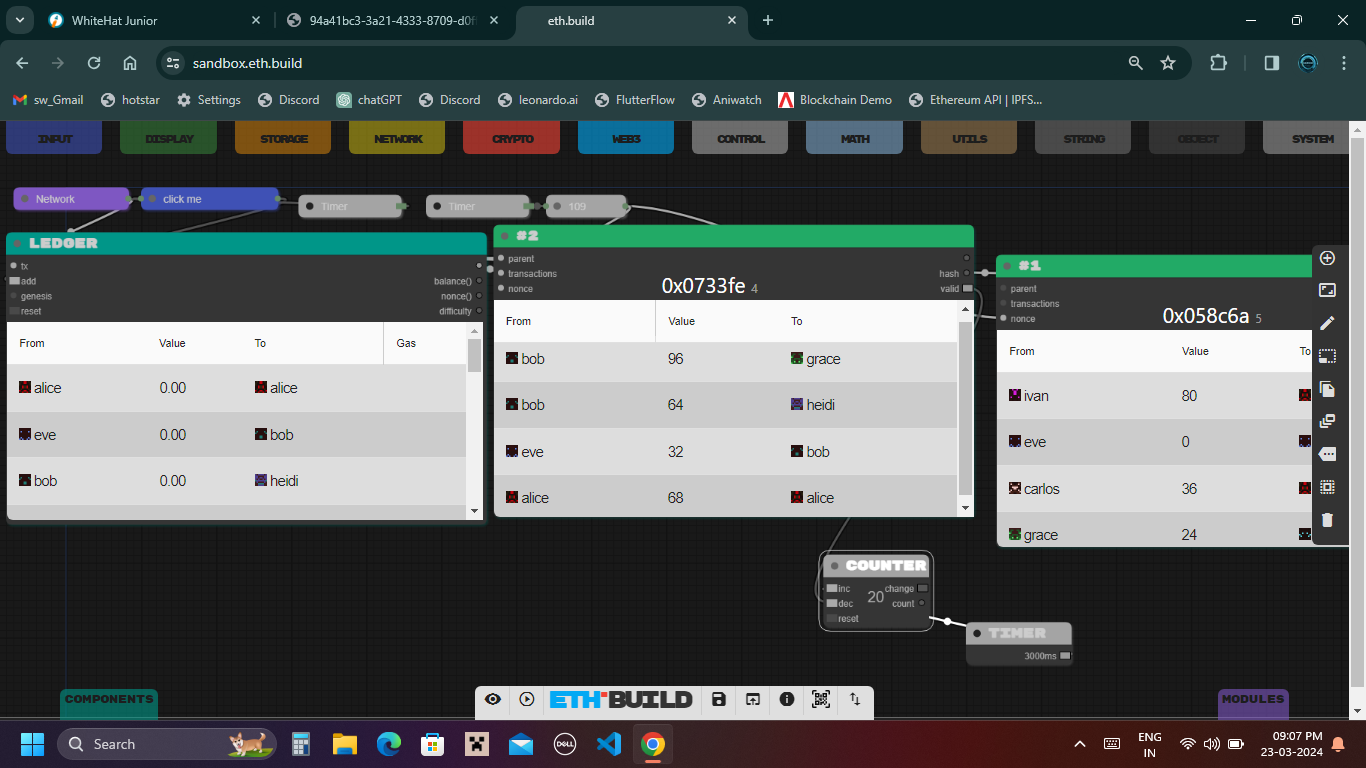 WhiteHat Junior
94a41bc3-3a21-4333-8709-d0f
eth.build
sandbox.eth.build
sw_Gmail
hotstar
Settings
Discord
chatGPT
Discord
leonardo.ai
FlutterFlow
Aniwatch
Blockchain Demo
Ethereum API | IPFS...
INPUT
DISPLAY
STORAGE
NETWORK
CRYPTO
WEB3
CONTROL
MATH
UTILS
STRING
OBJECT
SYSTEM
Network
click me
Timer
Timer
109
LEDGER
tx
add
genesis
reset
balance()
nonce()
difficulty
From Value To Gas
alice 0.00 alice
eve 0.00 bob
bob 0.00 heidi
#2
parent
transactions
nonce
0x0733fe 4
hash
valid
From Value To
bob 96 grace
bob 64 heidi
eve 32 bob
alice 68 alice
#1
parent
transactions
nonce
0x058c6a 5
From Value To
ivan 80
eve 0
carlos 36
grace 24
COUNTER
inc
dec
reset
20
change
count
TIMER
3000ms
COMPONENTS
ETH BUILD
MODULES
Search
DELL
ENG
IN
09:07 PM
23-03-2024